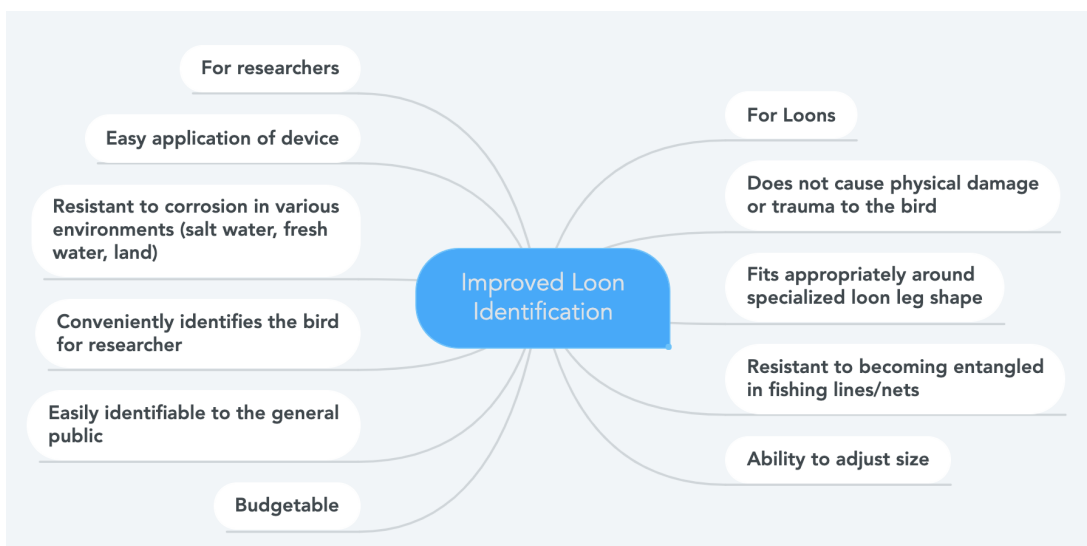 For researchers
Easy application of device
Resistant to corrosion in various
environments (salt water, fresh
water, land)
Conveniently identifies the bird
for researcher
Easily identifiable to the general
public
Budgetable
Improved Loon
Identification
For Loons
Does not cause physical damage
or trauma to the bird
Fits appropriately around
specialized loon leg shape
Resistant to becoming entangled
in fishing lines/nets
Ability to adjust size